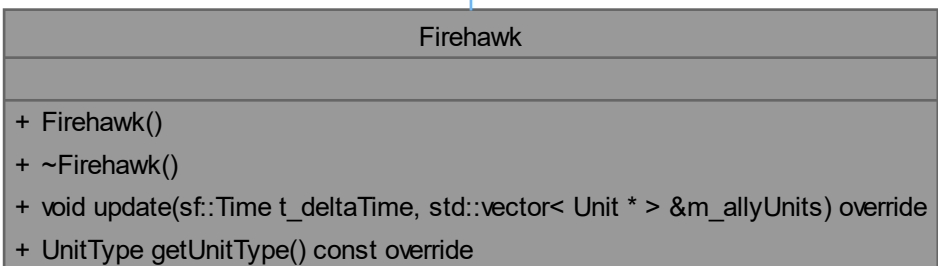 Firehawk
+ Firehawk()
+ ~Firehawk()
+ void update(sf::Time t_deltaTime, std::vector< Unit * > &m_allyUnits) override
+ UnitType getUnitType() const override